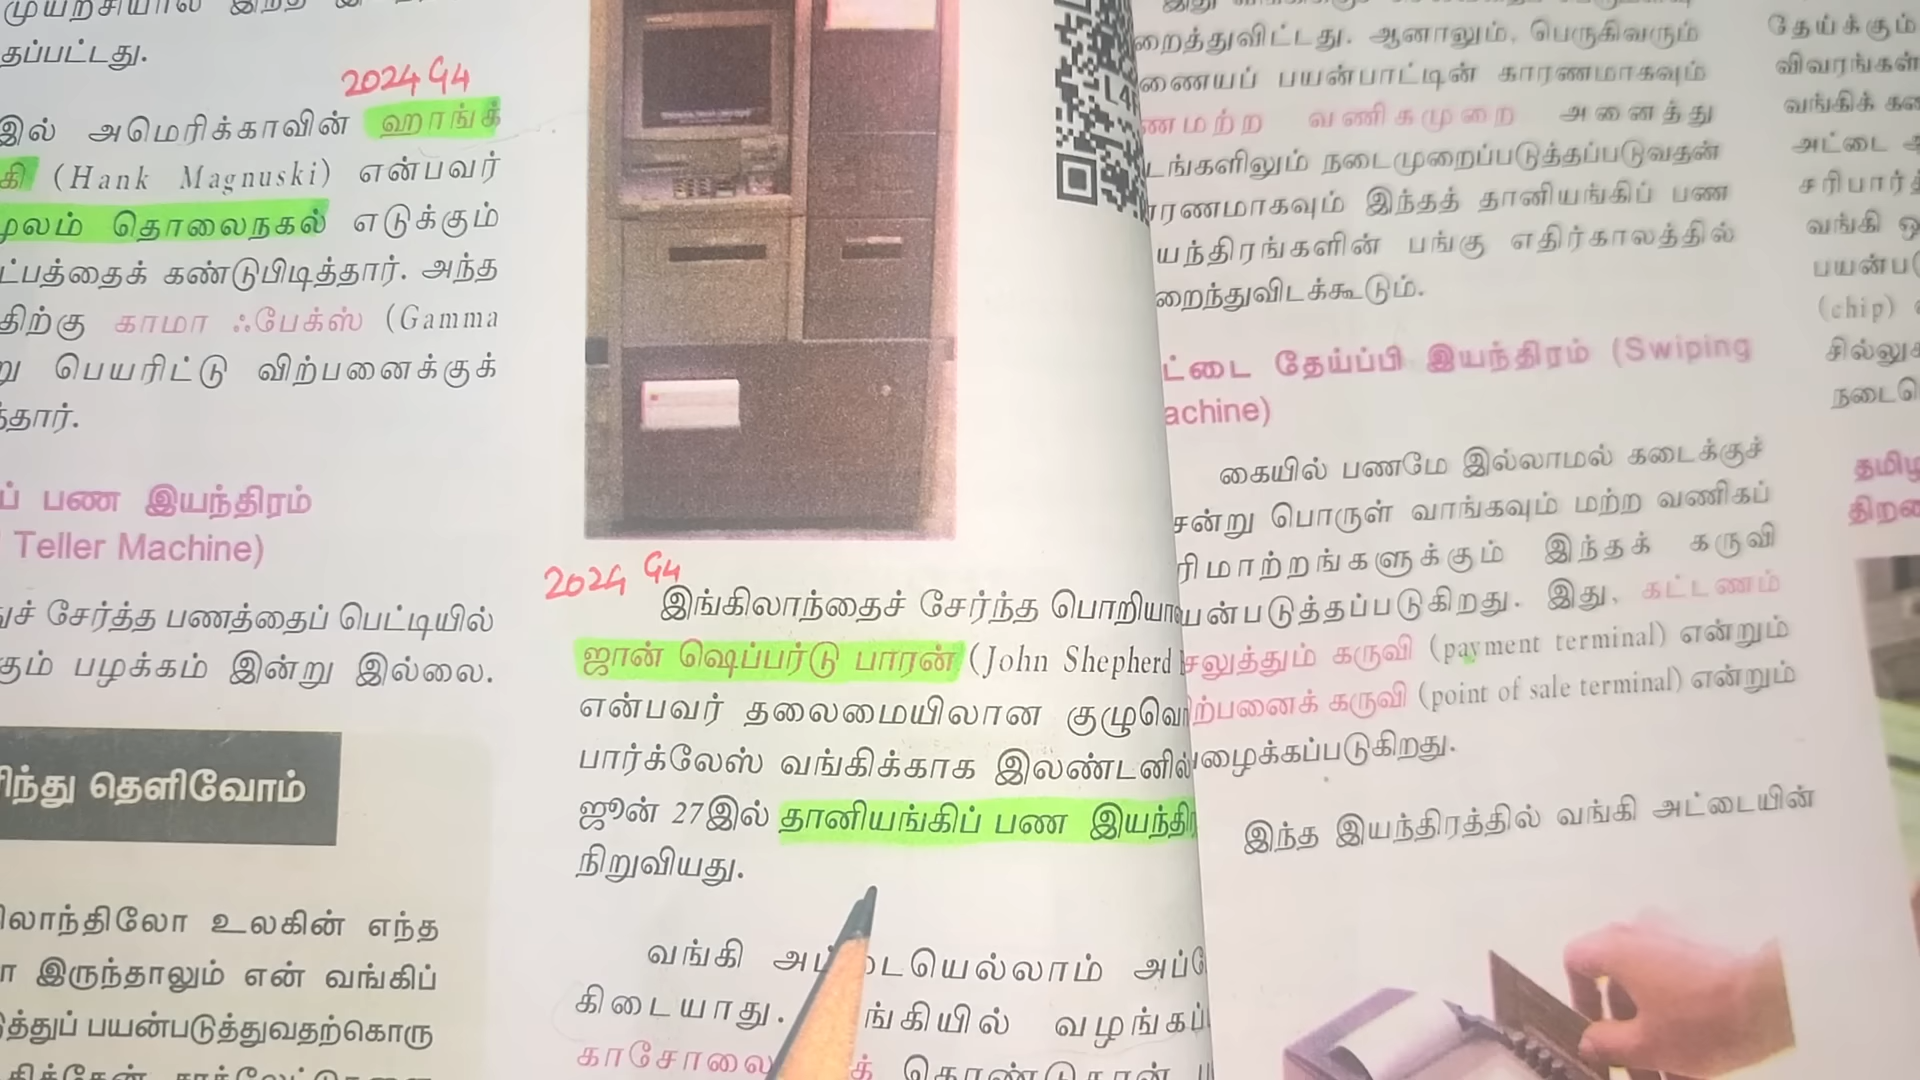 தப்பட்டது.
2024 G4
இல் அமெரிக்காவின் ஹாங்க்
கி (Hank Magnuski) என்பவர்
மூலம் தொலைநகல் எடுக்கும்
ட்பத்தைக் கண்டுபிடித்தார். அந்த
திற்கு காமா ஃபேக்ஸ் (Gamma
று பெயரிட்டு விற்பனைக்குக்
ந்தார்.
ப் பண இயந்திரம்
Teller Machine)
துச் சேர்த்த பணத்தைப் பெட்டியில்
கும் பழக்கம் இன்று இல்லை.
ிந்து தெளிவோம்
லாந்திலோ உலகின் எந்த
இருந்தாலும் என் வங்கிப்
த்துப் பயன்படுத்துவதற்கொரு
2024 G4
இங்கிலாந்தைச் சேர்ந்த பொறியா
ஜான் ஷெப்பர்டு பாரன் (John Shepherd
என்பவர் தலைமையிலான குழுவொ
பார்க்லேஸ் வங்கிக்காக இலண்டனில்
ஜூன் 27இல் தானியங்கிப் பண இயந்தி
நிறுவியது.
வங்கி
கிடையாது. ங்கியில் வழங்கப்
காசோலை
றைத்துவிட்டது. ஆனாலும், பெருகிவரும்
ணையப் பயன்பாட்டின் காரணமாகவும்
ணமற்ற வணிகமுறை அனைத்து
டங்களிலும் நடைமுறைப்படுத்தப்படுவதன்
ாரணமாகவும் இந்தத் தானியங்கிப் பண
யந்திரங்களின் பங்கு எதிர்காலத்தில்
றைந்துவிடக்கூடும்.
ட்டை தேய்ப்பி இயந்திரம் (Swiping
achine)
கையில் பணமே இல்லாமல் கடைக்குச்
சன்று பொருள் வாங்கவும் மற்ற வணிகப்
ரிமாற்றங்களுக்கும் இந்தக் கருவி
யன்படுத்தப்படுகிறது. இது, கட்டணம்
சலுத்தும் கருவி (payment terminal) என்றும்
ிற்பனைக் கருவி (point of sale terminal) என்றும்
ழைக்கப்படுகிறது.
இந்த இயந்திரத்தில் வங்கி அட்டையின்
தேய்க்கும்
விவரங்கள்
வங்கிக் கண
அட்டை
சரிபார்த்
வங்கி ஒ
பயன்ப
(chip)
சில்லு
நடைபெ
தமிழ
திறன